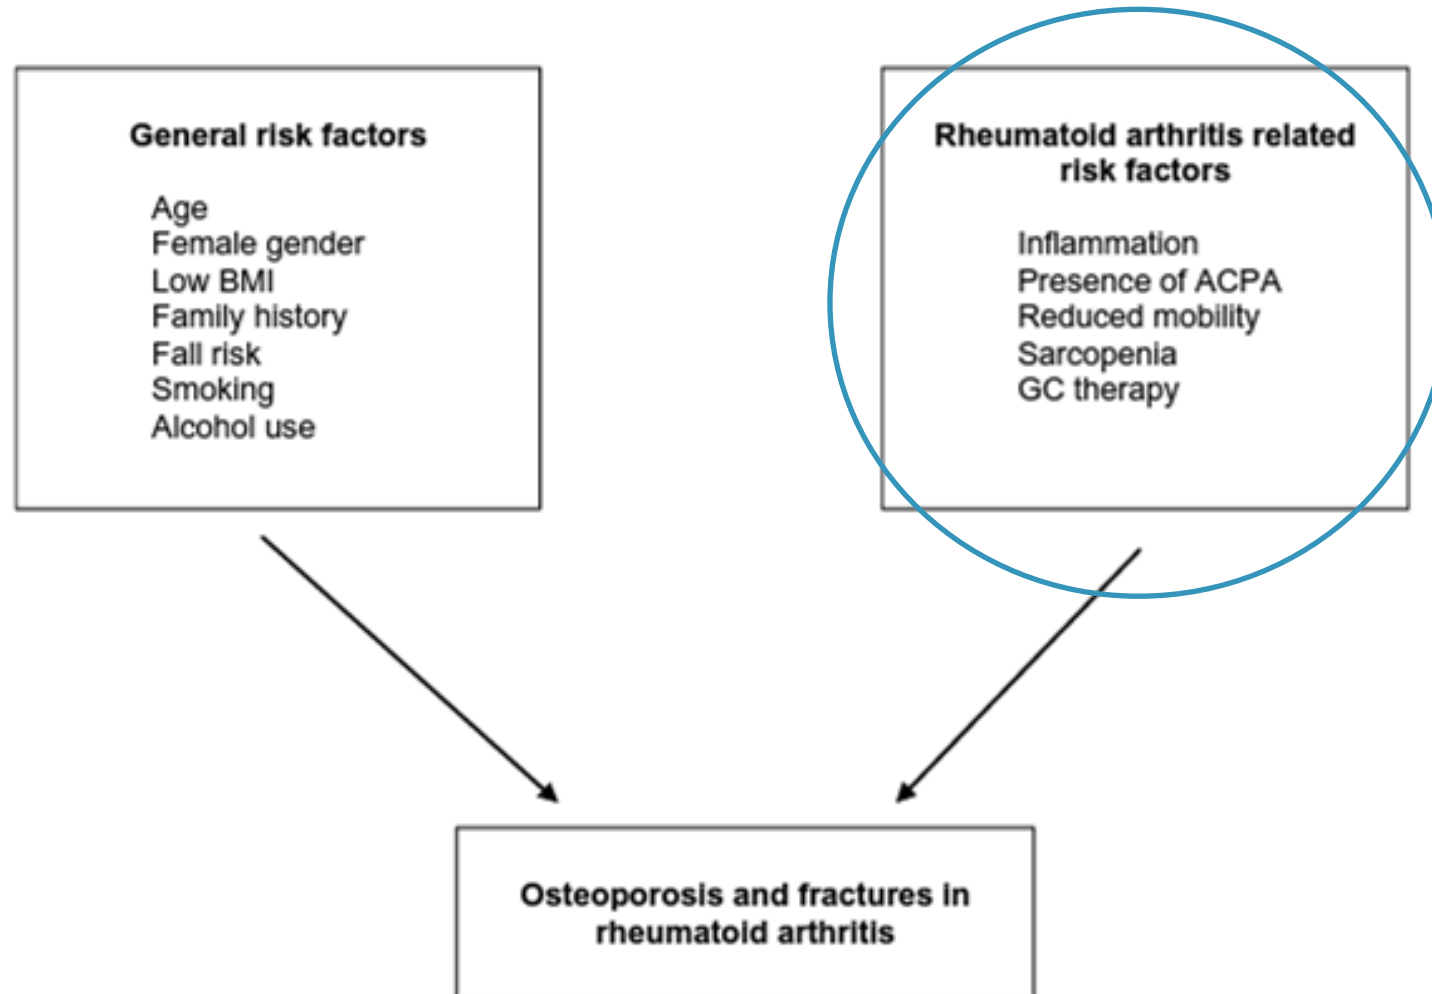 General risk factors
Age
Female gender
Low BMI
Family history
Fall risk
Smoking
Alcohol use
Rheumatoid arthritis related
risk factors
Inflammation
Presence of ACPA
Reduced mobility
Sarcopenia
GC therapy
Osteoporosis and fractures in
rheumatoid arthritis